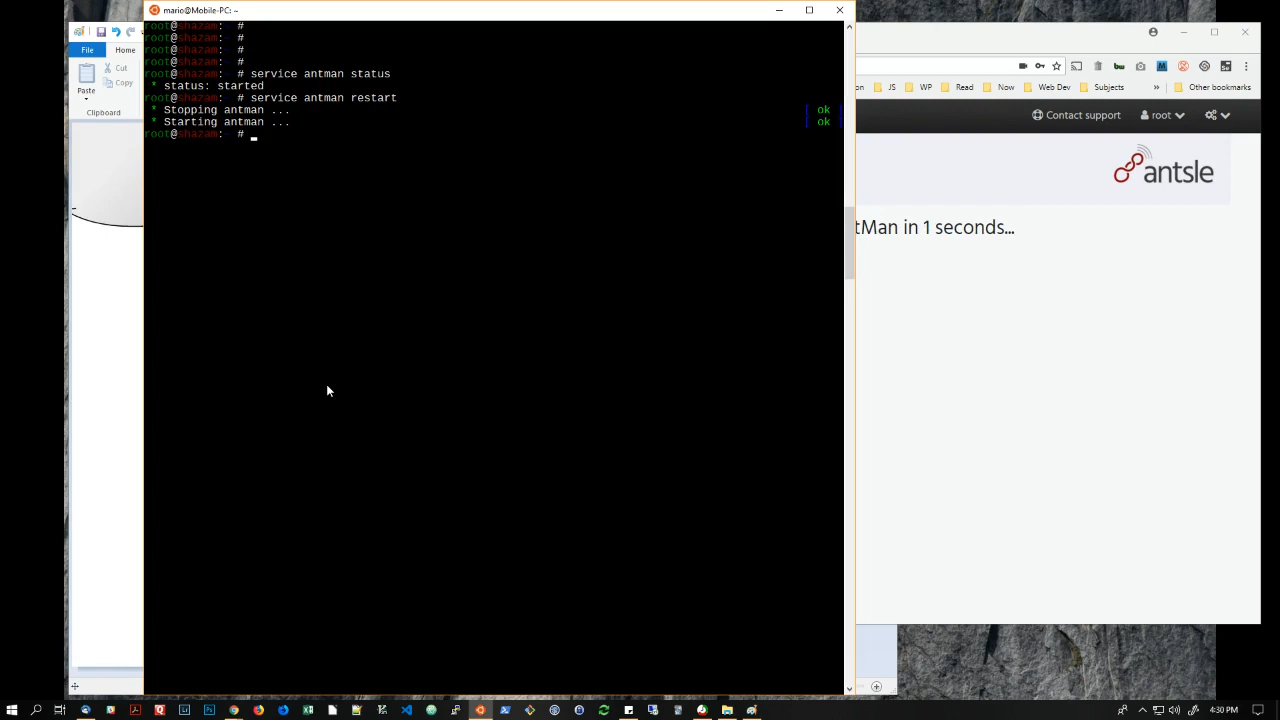 mario@Mobile-PC: ~
root@shazam:~ #
root@shazam:~ #
root@shazam:~ #
root@shazam:~ #
root@shazam:~ # service antman status
* status: started
root@shazam:~ # service antman restart
* Stopping antman ... [ ok ]
* Starting antman ... [ ok ]
root@shazam:~ #
File
Home
Paste
Cut
Copy
Clipboard
WP
JS
Read
Now
Web Dev
Subjects
»
Other bookmarks
Contact support
root
antsle
tMan in 1 seconds...
4:30 PM